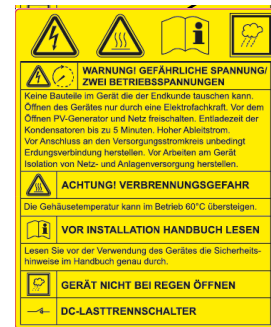 WARNUNG! GEFÄHRLICHE SPANNUNG/
ZWEI BETRIEBSSPANNUNGEN
Keine Bauteile im Gerät die der Endkunde tauschen kann.
Öffnen des Gerätes nur durch eine Elektrofachkraft. Vor dem
Öffnen PV-Generator und Netz freischalten. Entladezeit der
Kondensatoren bis zu 5 Minuten. Hoher Ableitstrom.
Vor Anschluss an den Versorgungsstromkreis unbedingt
Erdungsverbindung herstellen. Vor Arbeiten am Gerät
Isolation von Netz- und Anlagenversorgung herstellen.
ACHTUNG! VERBRENNUNGSGEFAHR
Die Gehäusetemperatur kann im Betrieb 60°C übersteigen.
VOR INSTALLATION HANDBUCH LESEN
Lesen Sie vor der Verwendung des Gerätes die Sicherheits-
hinweise im Handbuch genau durch.
GERÄT NICHT BEI REGEN ÖFFNEN
DC-LASTTRENNSCHALTER